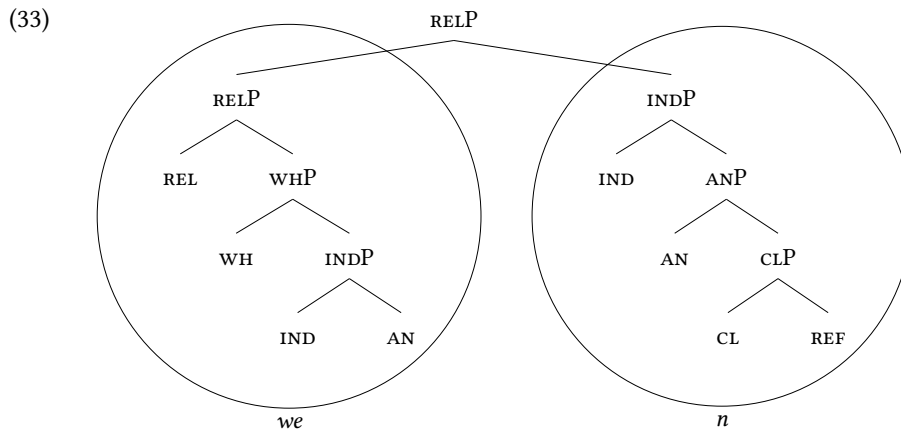 (33)
RELP
RELP INDP
REL WHP IND ANP
WH INDP AN CLP
IND AN CL REF
we n